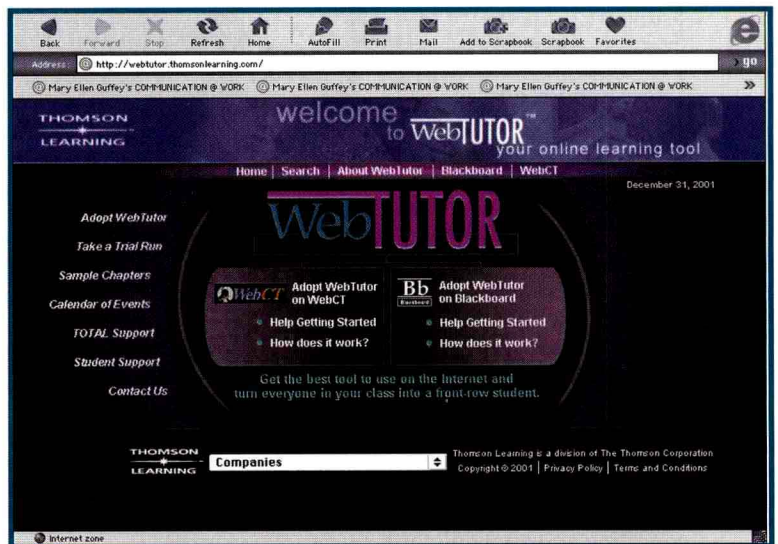 Back Forward Stop Refresh Home AutoFill Print Mail Add to Scrapbook Scrapbook Favorites
Address: @ http://webtutor.thomsonlearning.com/ go
@ Mary Ellen Guffey's COMMUNICATION @ WORK @ Mary Ellen Guffey's COMMUNICATION @ WORK @ Mary Ellen Guffey's COMMUNICATION @ WORK »
THOMSON
LEARNING
welcome
to WebTUTOR™
your online learning tool
Home | Search | About WebTutor | Blackboard | WebCT
December 31, 2001
WebTUTOR
Adopt WebTutor
Take a Trial Run
Sample Chapters
Calendar of Events
TOTAL Support
Student Support
Contact Us
WebCT
Adopt WebTutor
on WebCT
Help Getting Started
How does it work?
Bb
Blackboard
Adopt WebTutor
on Blackboard
Help Getting Started
How does it work?
Get the best tool to use on the Internet and
turn everyone in your class into a front-row student.
THOMSON
LEARNING
Companies
Thomson Learning is a division of The Thomson Corporation
Copyright © 2001 | Privacy Policy | Terms and Conditions
Internet zone